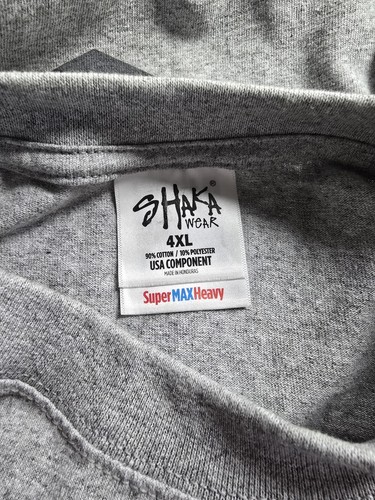 SHAKA®
WEAR
4XL
90% COTTON / 10% POLYESTER
USA COMPONENT
MADE IN HONDURAS
SuperMAXHeavy